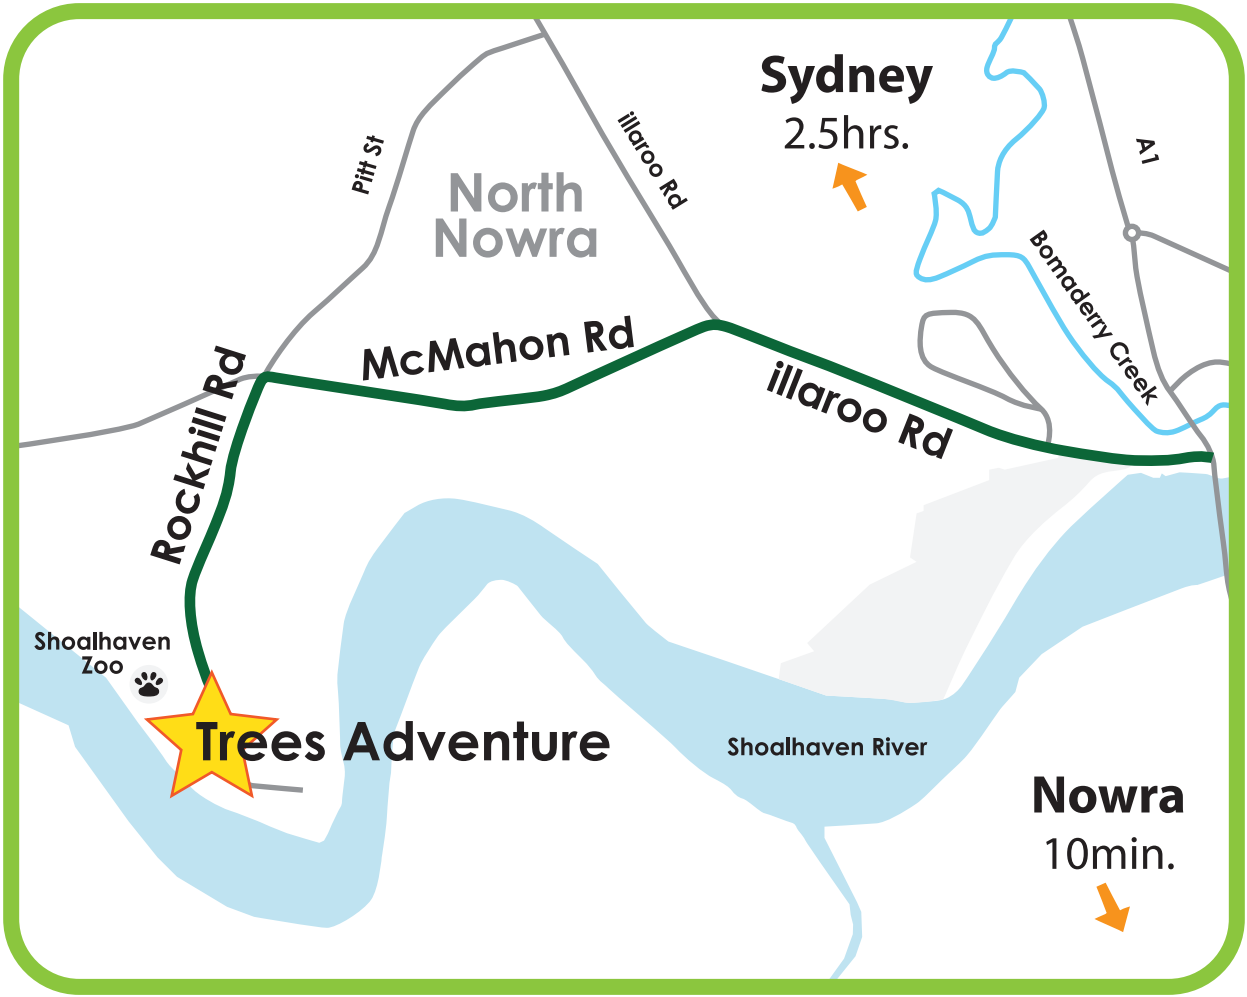 Sydney
2.5hrs.
A1
Pitt St
illaroo Rd
North
Nowra
Bomaderry Creek
McMahon Rd
illaroo Rd
Rockhill Rd
Shoalhaven
Zoo
Trees Adventure
Shoalhaven River
Nowra
10min.